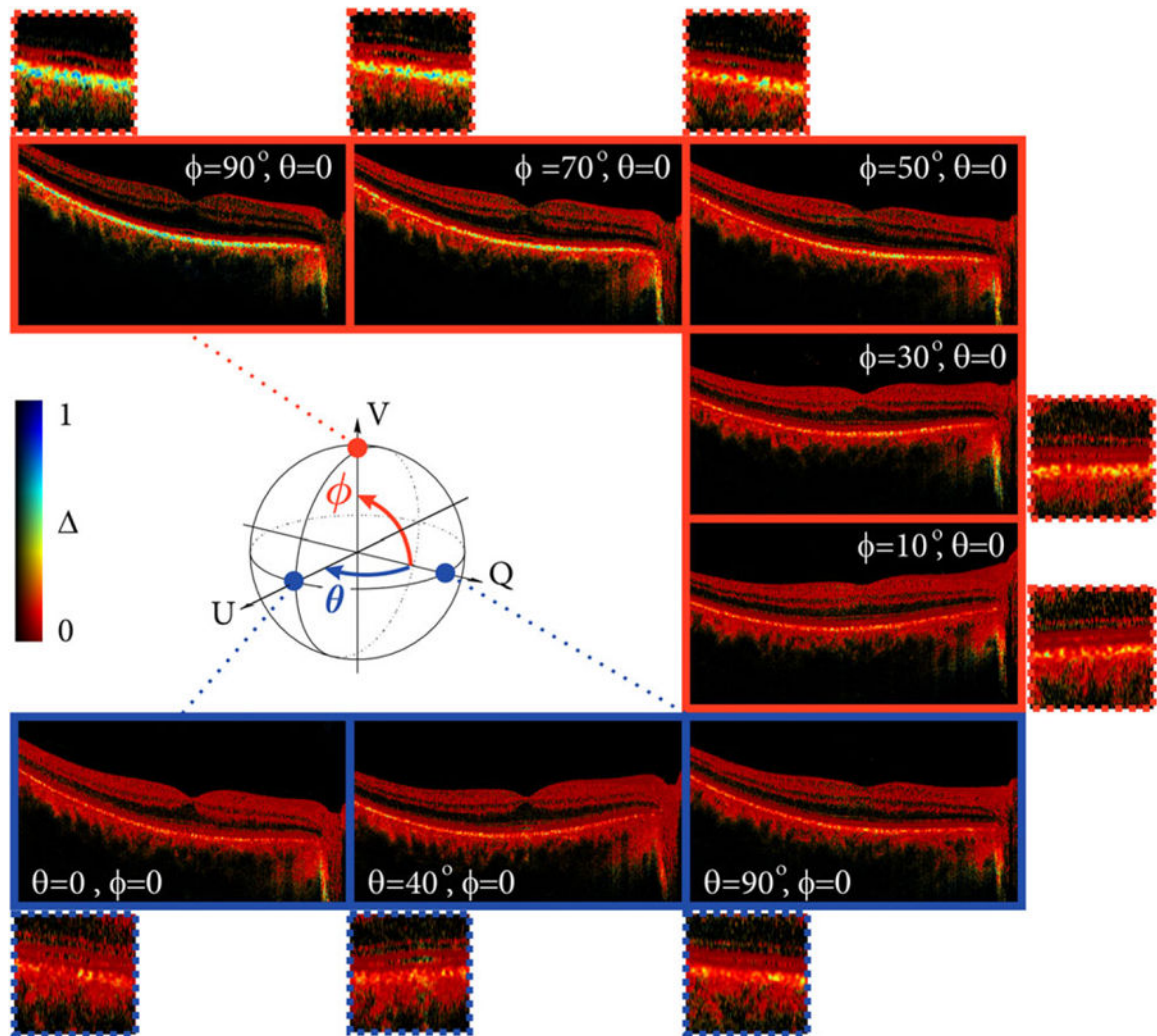 ϕ=90°, θ=0
ϕ =70°, θ=0
ϕ=50°, θ=0
ϕ=30°, θ=0
ϕ=10°, θ=0
1
Δ
0
V
ϕ
θ
Q
U
θ=0 , ϕ=0
θ=40°, ϕ=0
θ=90°, ϕ=0